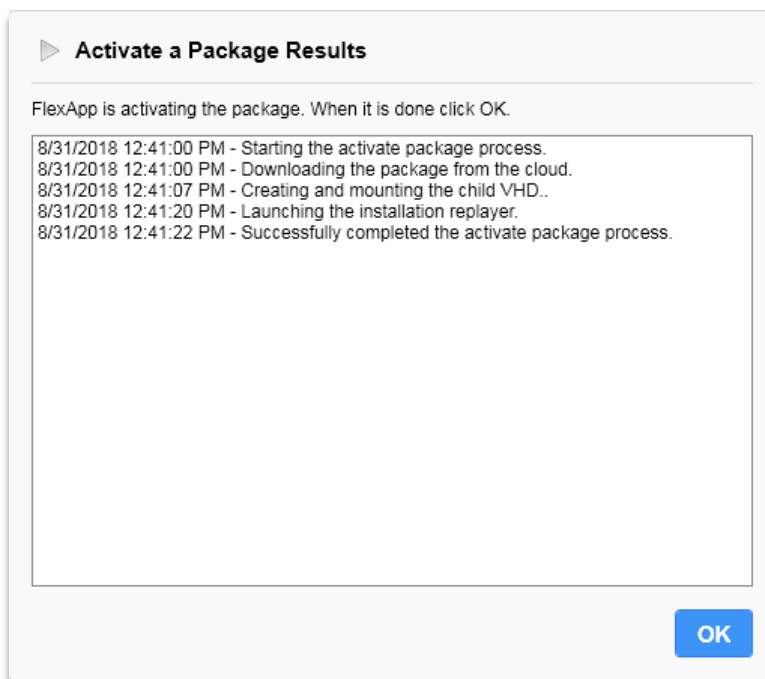 Activate a Package Results
FlexApp is activating the package. When it is done click OK.
8/31/2018 12:41:00 PM - Starting the activate package process.
8/31/2018 12:41:00 PM - Downloading the package from the cloud.
8/31/2018 12:41:07 PM - Creating and mounting the child VHD..
8/31/2018 12:41:20 PM - Launching the installation replayer.
8/31/2018 12:41:22 PM - Successfully completed the activate package process.
OK